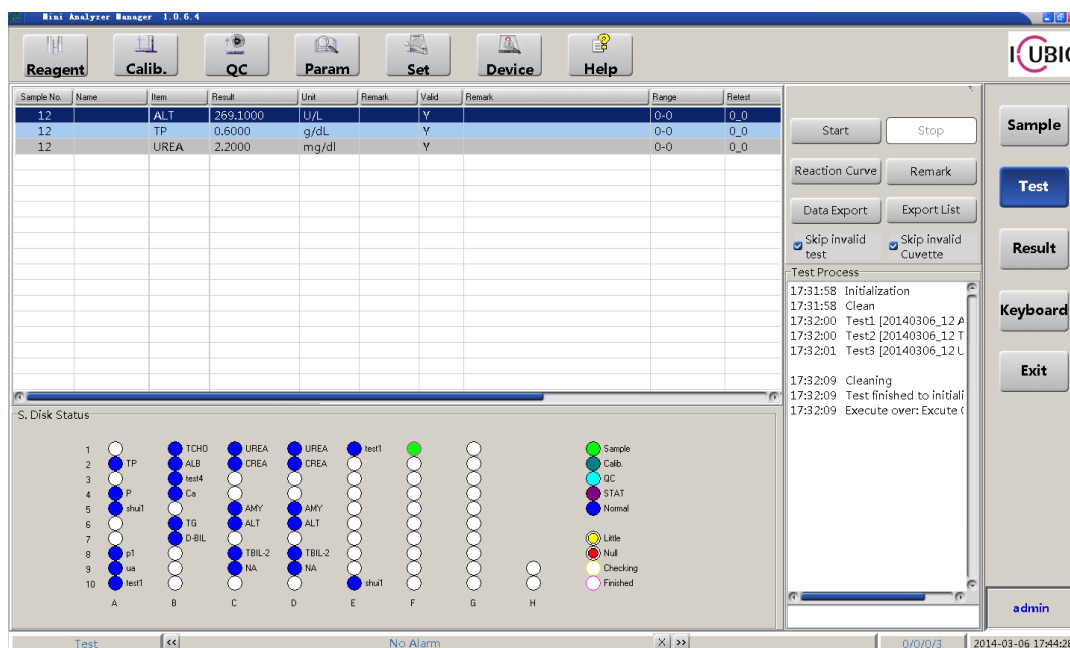 Mini Analyzer Manager 1.0.6.4
Reagent Calib. QC Param Set Device Help
Sample No. Name Item Result Unit Remark Valid Remark Range Retest
12 ALT 269.1000 U/L Y 0-0 0_0
12 TP 0.6000 g/dL Y 0-0 0_0
12 UREA 2.2000 mg/dl Y 0-0 0_0
Start Stop
Reaction Curve Remark
Data Export Export List
Skip invalid test
Skip invalid Cuvette
Test Process
17:31:58 Initialization
17:31:58 Clean
17:32:00 Test1 [20140306_12 A
17:32:00 Test2 [20140306_12 T
17:32:01 Test3 [20140306_12 U
17:32:09 Cleaning
17:32:09 Test finished to initiali
17:32:09 Execute over: Excute
Sample
Test
Result
Keyboard
Exit
admin
S. Disk Status
1 TCHO UREA UREA test1 Sample
2 TP ALB CREA CREA Calib.
3 test4 QC
4 P Ca STAT
5 shui1 AMY AMY Normal
6 TG ALT ALT
7 D-BIL Little
8 p1 TBIL-2 TBIL-2 Null
9 ua NA NA Checking
10 test1 shui1 Finished
A B C D E F G H
Test << No Alarm X >> 0/0/0/3 2014-03-06 17:44:28